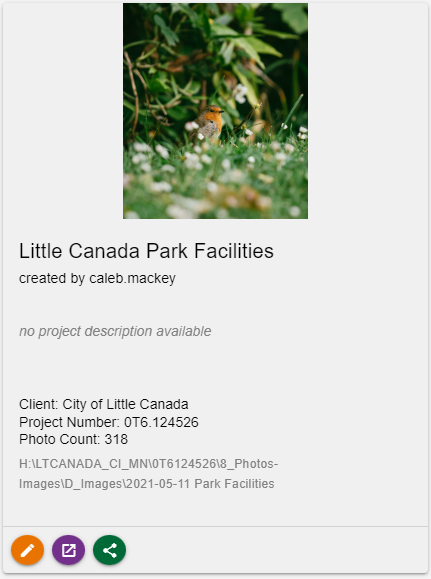 Little Canada Park Facilities
created by caleb.mackey
no project description available
Client: City of Little Canada
Project Number: 0T6.124526
Photo Count: 318
H:\LTCANADA_CI_MN\0T6124526\8_Photos-
Images\D_Images\2021-05-11 Park Facilities